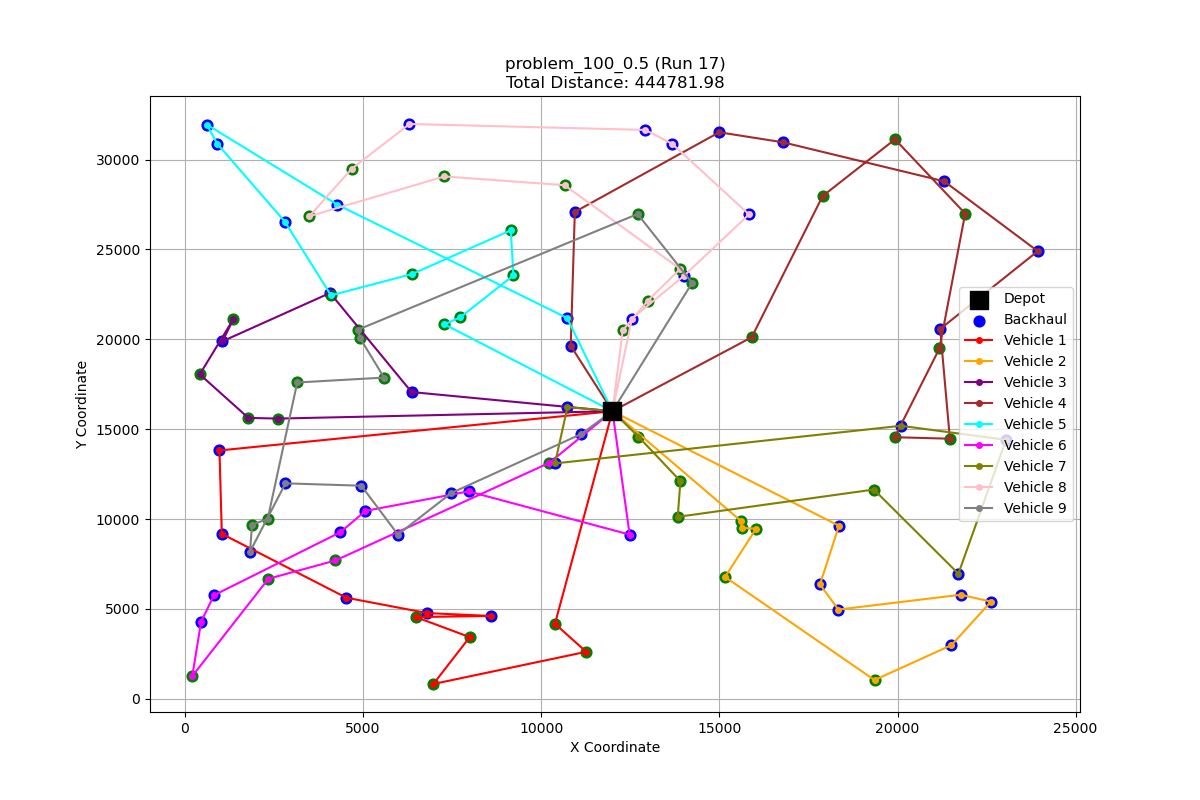 problem_100_0.5 (Run 17)
Total Distance: 444781.98
30000
25000
20000
15000
10000
5000
0
Y Coordinate
0 5000 10000 15000 20000 25000
X Coordinate
Depot
Backhaul
Vehicle 1
Vehicle 2
Vehicle 3
Vehicle 4
Vehicle 5
Vehicle 6
Vehicle 7
Vehicle 8
Vehicle 9